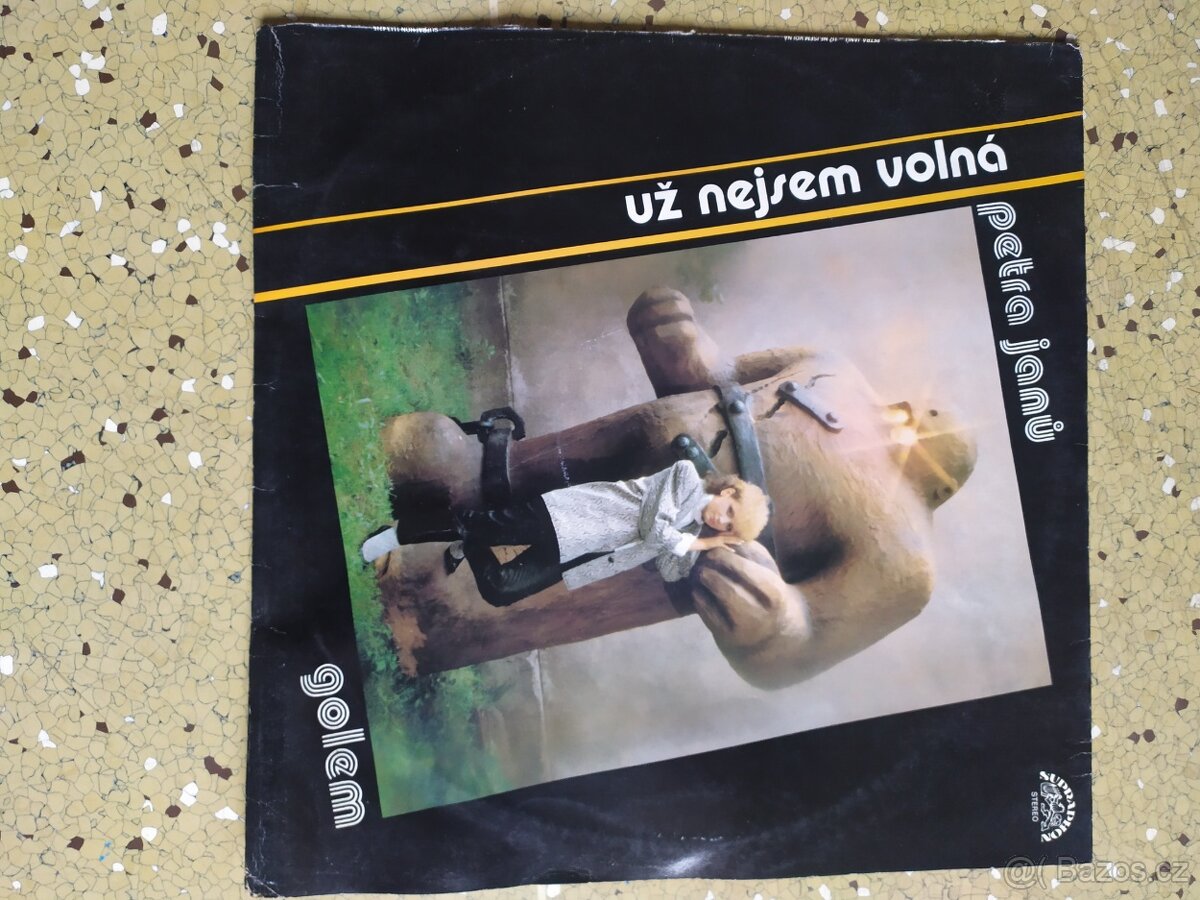 už nejsem volná
petra janů
golem
SUPRAPHON
STEREO
@( Bazos.cz